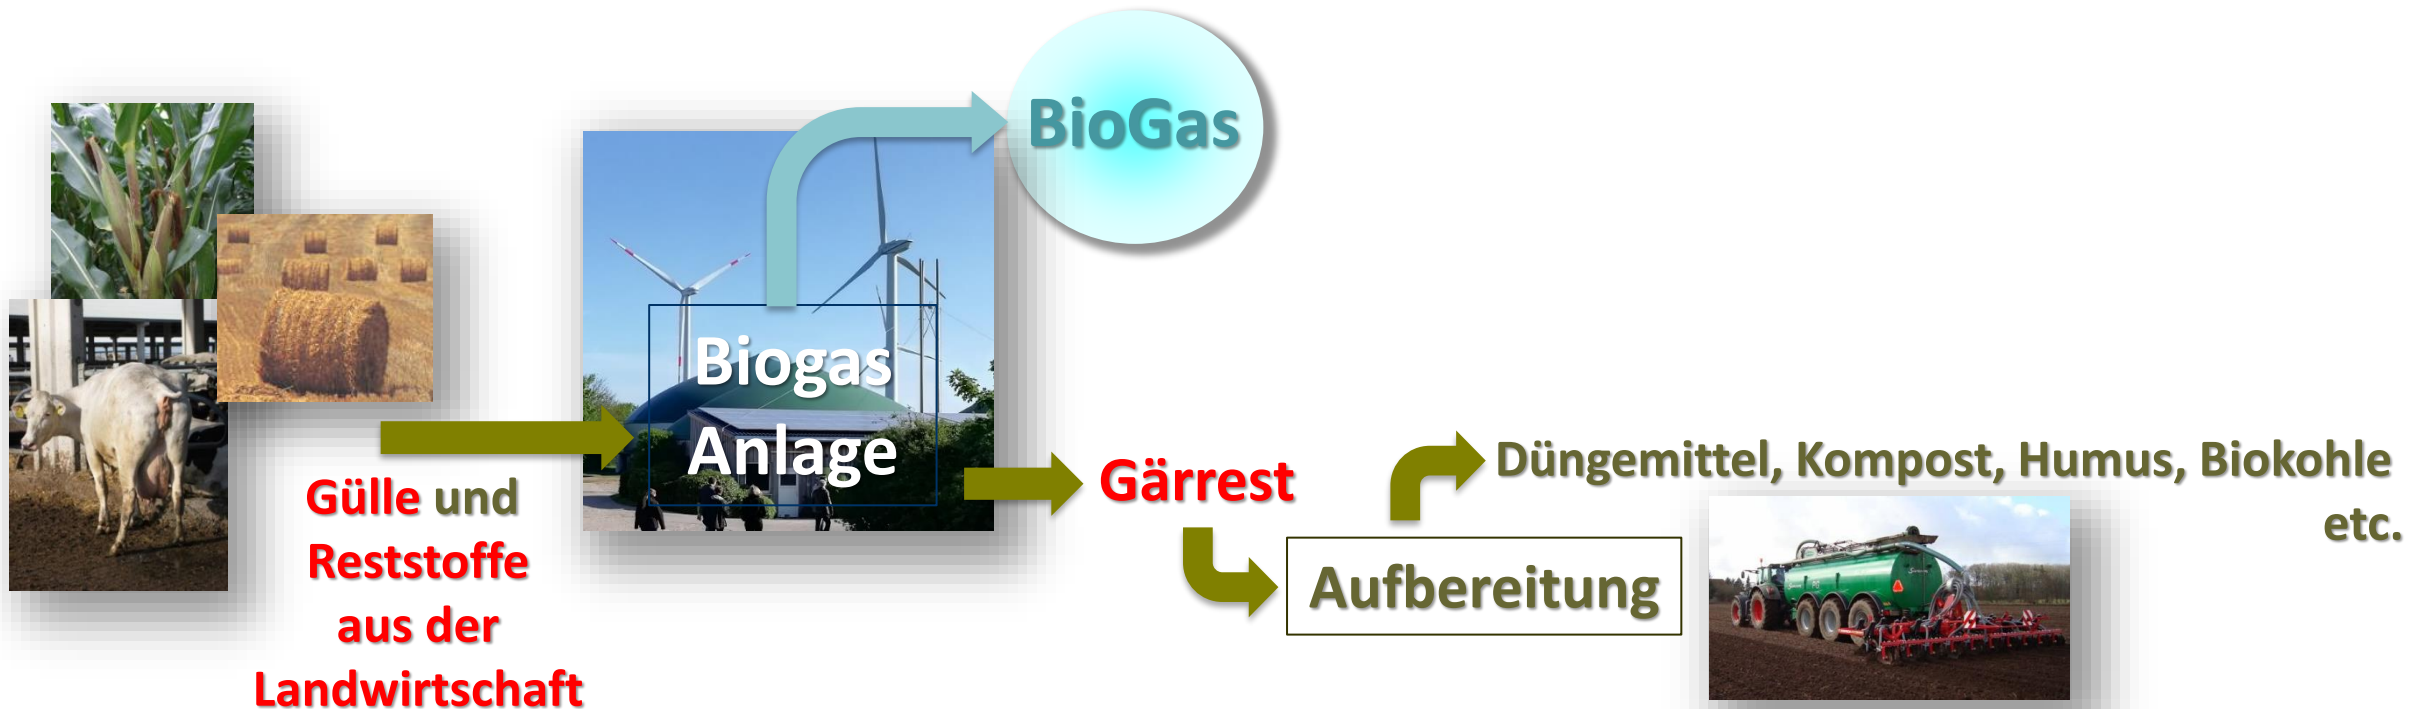 BioGas
Biogas
Anlage
Gülle und
Reststoffe
aus der
Landwirtschaft
Gärrest
Aufbereitung
Düngemittel, Kompost, Humus, Biokohle
etc.